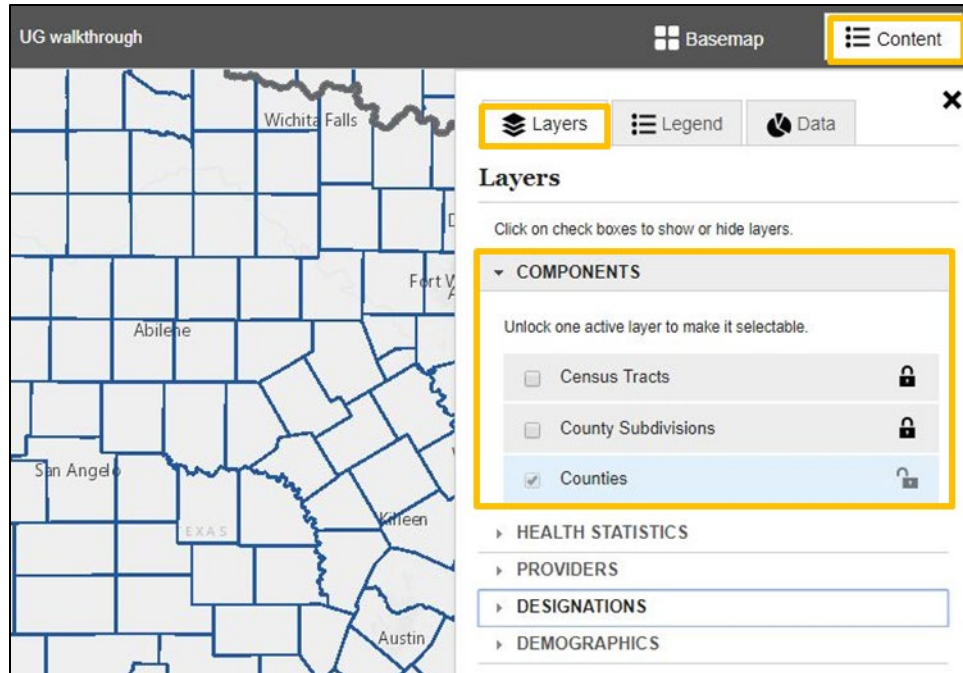 UG walkthrough
Basemap
Content
Wichita Falls
Abilene
San Angelo
EXAS
Killeen
Austin
Fort W
Layers
Legend
Data
Layers
Click on check boxes to show or hide layers.
COMPONENTS
Unlock one active layer to make it selectable.
Census Tracts
County Subdivisions
Counties
HEALTH STATISTICS
PROVIDERS
DESIGNATIONS
DEMOGRAPHICS